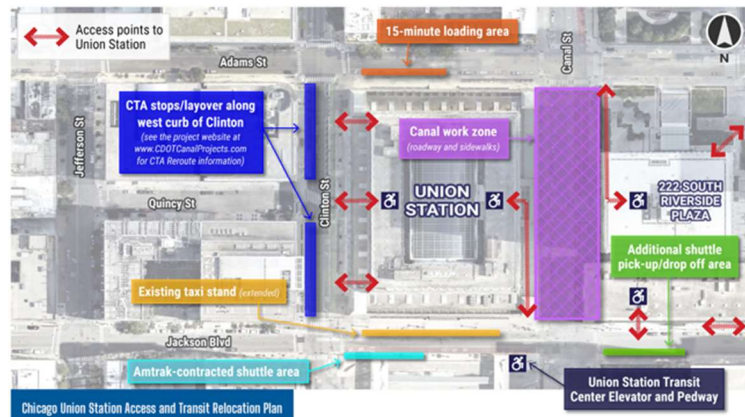 Access points to
Union Station
15-minute loading area
Canal St
N
Adams St
CTA stops/layover along
west curb of Clinton
(see the project website at
www.CDOTCanalProjects.com
for CTA Reroute information)
Canal work zone
(roadway and sidewalks)
Jefferson St
Clinton St
UNION
STATION
222 SOUTH
RIVERSIDE
PLAZA
Quincy St
Additional shuttle
pick-up/drop off area
Existing taxi stand (extended)
Jackson Blvd
Amtrak-contracted shuttle area
Union Station Transit
Center Elevator and Pedway
Chicago Union Station Access and Transit Relocation Plan